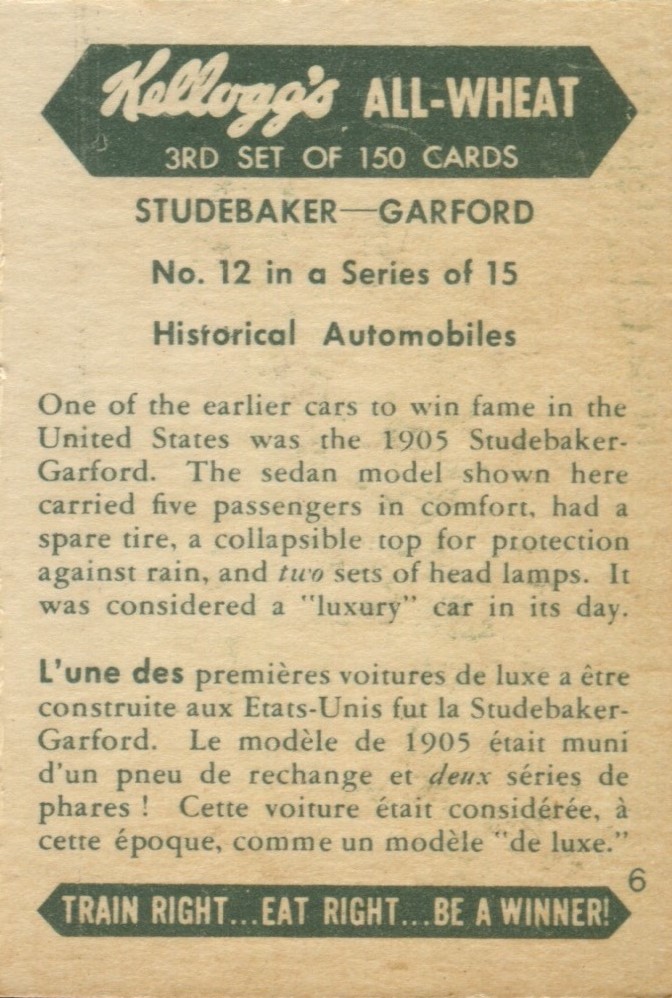 Kellogg's ALL-WHEAT
3RD SET OF 150 CARDS
STUDEBAKER—GARFORD
No. 12 in a Series of 15
Historical Automobiles
One of the earlier cars to win fame in the
United States was the 1905 Studebaker-
Garford. The sedan model shown here
carried five passengers in comfort, had a
spare tire, a collapsible top for protection
against rain, and two sets of head lamps. It
was considered a "luxury" car in its day.
L'une des premières voitures de luxe a être
construite aux Etats-Unis fut la Studebaker-
Garford. Le modèle de 1905 était muni
d'un pneu de rechange et deux séries de
phares ! Cette voiture était considérée, à
cette époque, comme un modèle "de luxe."
6
TRAIN RIGHT...EAT RIGHT...BE A WINNER!